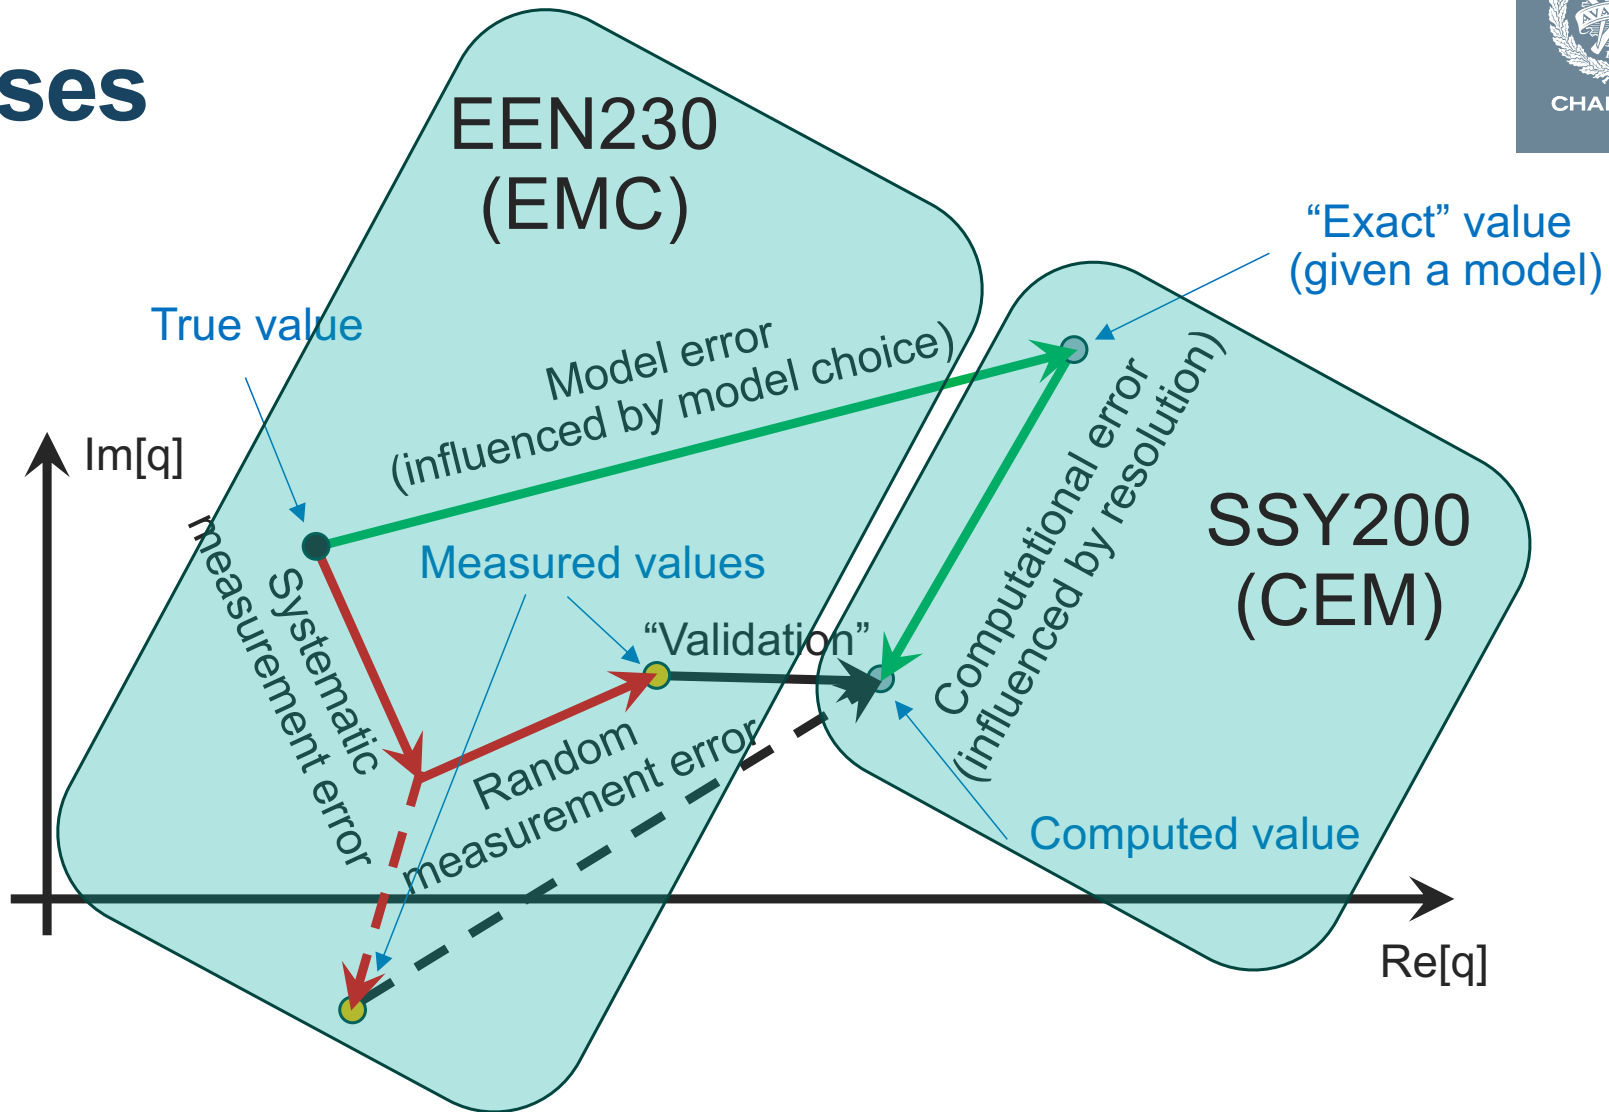 ses
EEN230
(EMC)
"Exact" value
(given a model)
True value
Model error
(influenced by model choice)
Im[q]
Computational error
(influenced by resolution)
SSY200
(CEM)
Systematic
measurement error
Measured values
“Validation”
Random
measurement error
Computed value
Re[q]